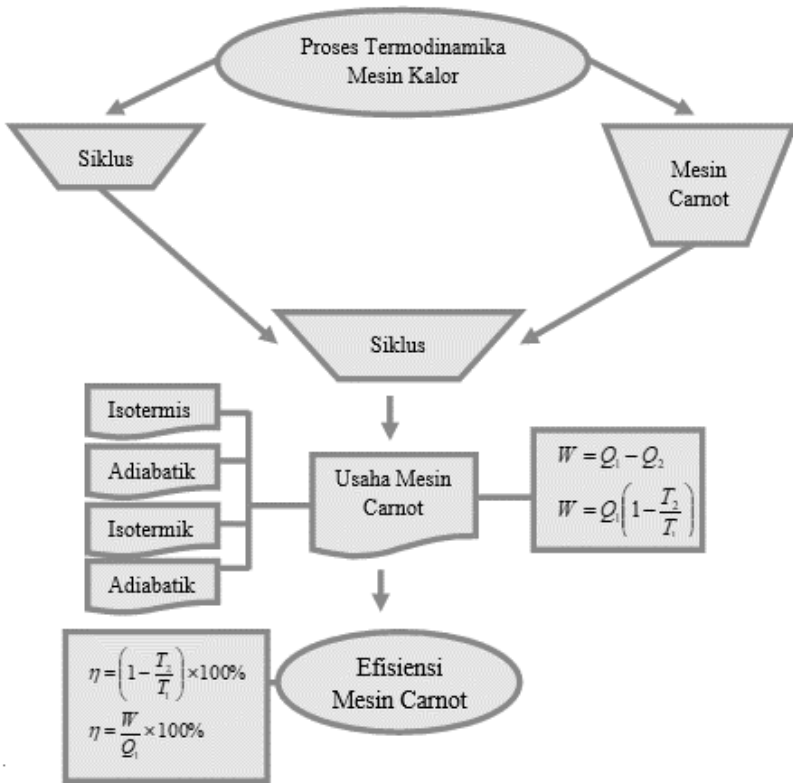 Proses Termodinamika
Mesin Kalor
Siklus
Mesin
Carnot
Siklus
Isotermis
Adiabatik
Isotermik
Adiabatik
Usaha Mesin
Carnot
W = Q₁ − Q₂
W = Q₁(1 − T₂/T₁)
η = (1 − T₂/T₁) × 100%
η = W/Q₁ × 100%
Efisiensi
Mesin Carnot